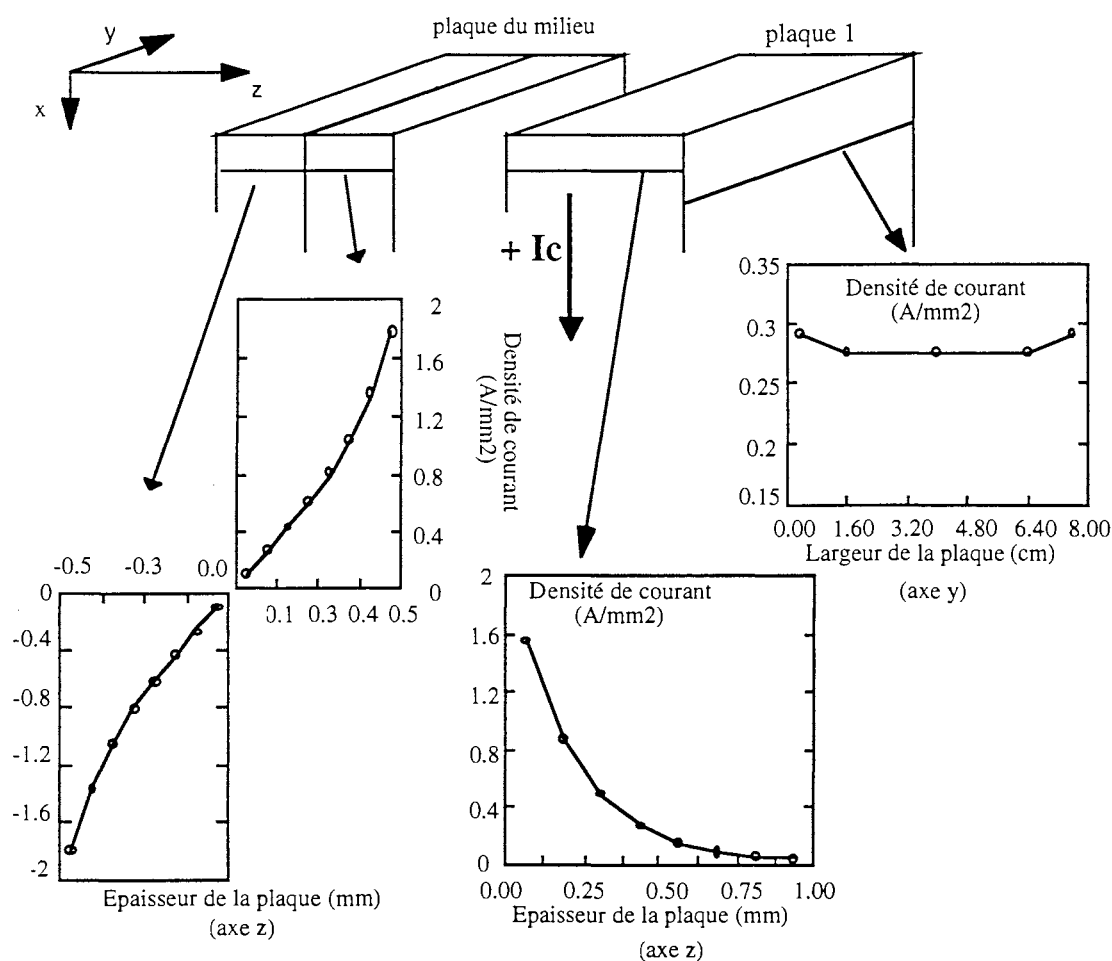 plaque du milieu
plaque 1
y
z
x
+ Ic
0.35
0.3
0.25
0.2
0.15
Densité de courant
(A/mm2)
0.00 1.60 3.20 4.80 6.40 8.00
Largeur de la plaque (cm)
(axe y)
2
1.6
1.2
0.8
0.4
0
Densité de courant
(A/mm2)
0.1 0.3 0.4 0.5
-0.5 -0.3 0.0
0
-0.4
-0.8
-1.2
-1.6
-2
Epaisseur de la plaque (mm)
(axe z)
2
1.6
1.2
0.8
0.4
0
Densité de courant
(A/mm2)
0.00 0.25 0.50 0.75 1.00
Epaisseur de la plaque (mm)
(axe z)